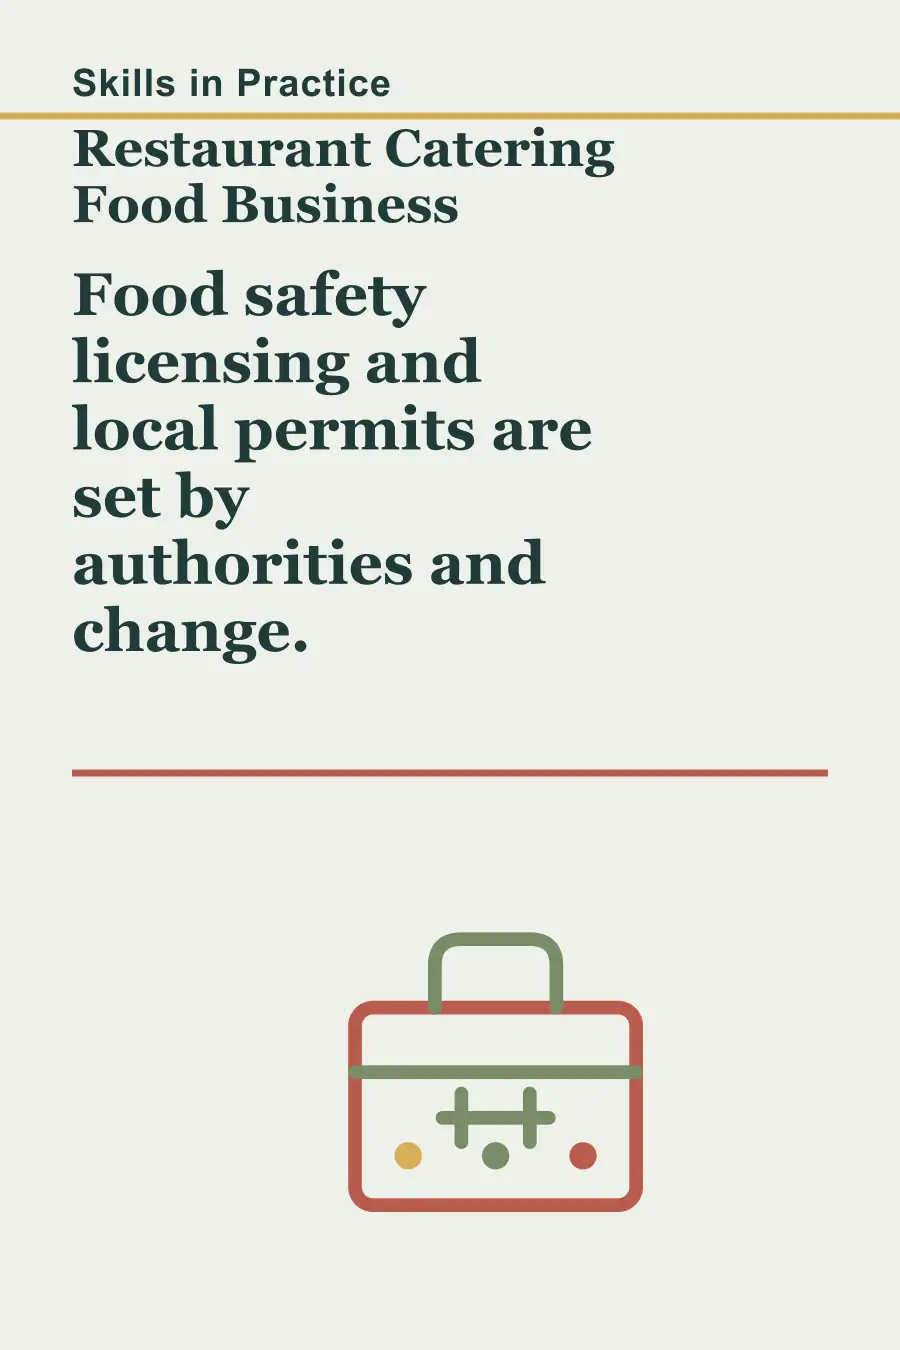 Skills in Practice
Restaurant Catering
Food Business
Food safety
licensing and
local permits are
set by
authorities and
change.